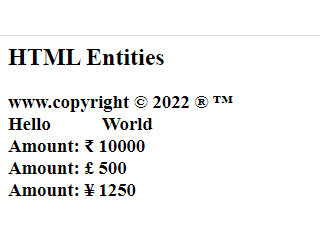 HTML Entities
www.copyright © 2022 ® ™
Hello          World
Amount: ₹ 10000
Amount: £ 500
Amount: ¥ 1250